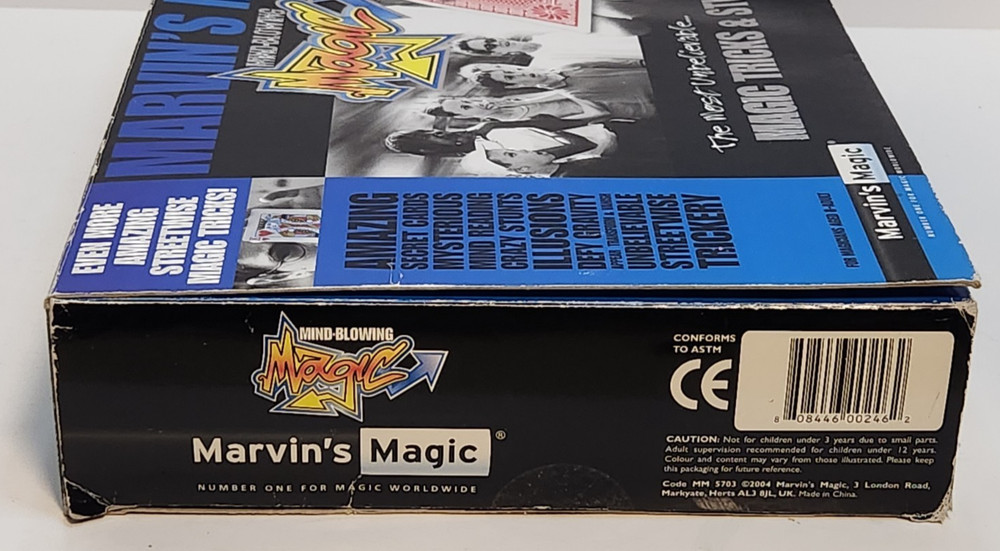 MARVIN'S
Magic
The most unbelievable...
MAGIC TRICKS & ST
EVEN MORE
AMAZING
STREETWISE
MAGIC TRICKS!
AMAZING
SECRET CARDS
MYSTERIOUS
MIND READING
CRAZY STUNTS
ILLUSIONS
DEFY GRAVITY
UNBELIEVABLE
STREETWISE
TRICKERY
Marvin's Magic®
NUMBER ONE FOR MAGIC WORLDWIDE
MIND-BLOWING
Magic
Marvin's Magic®
NUMBER ONE FOR MAGIC WORLDWIDE
CONFORMS
TO ASTM
CE
8 08446 00246 2
CAUTION: Not for children under 3 years due to small parts.
Adult supervision recommended for children under 12 years.
Colour and content may vary from those illustrated. Please keep
this packaging for future reference.
Code MM 5703 ©2004 Marvin's Magic, 3 London Road,
Markyate, Herts AL3 8JL, UK. Made in China.